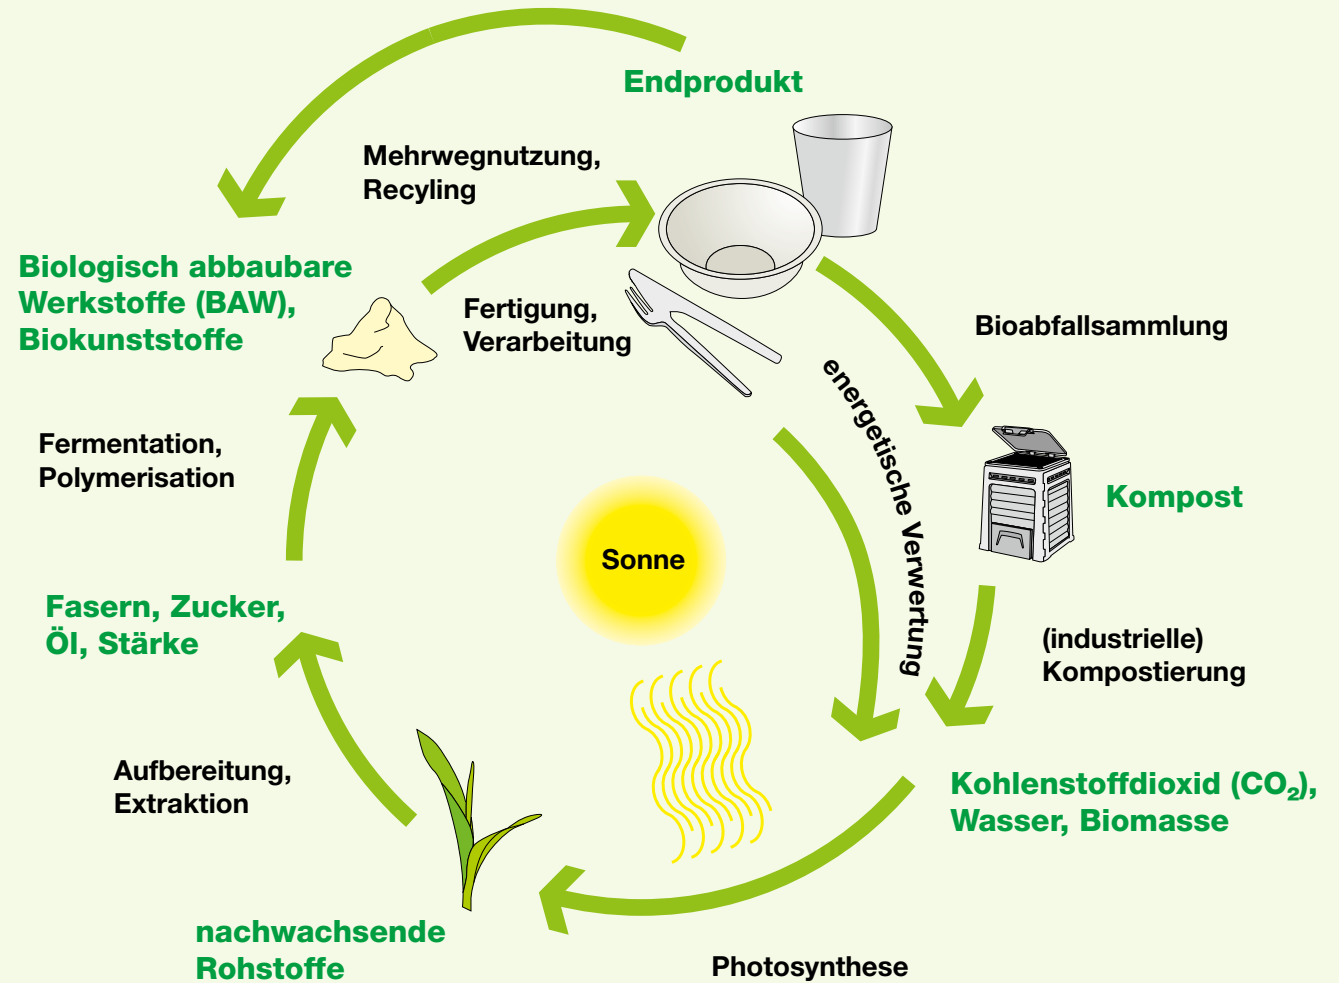 Endprodukt
Mehrwegnutzung,
Recyling
Biologisch abbaubare
Werkstoffe (BAW),
Biokunststoffe
Fertigung,
Verarbeitung
Bioabfallsammlung
energetische Verwertung
Fermentation,
Polymerisation
Kompost
Sonne
Fasern, Zucker,
Öl, Stärke
(industrielle)
Kompostierung
Aufbereitung,
Extraktion
Kohlenstoffdioxid (CO₂),
Wasser, Biomasse
nachwachsende
Rohstoffe
Photosynthese